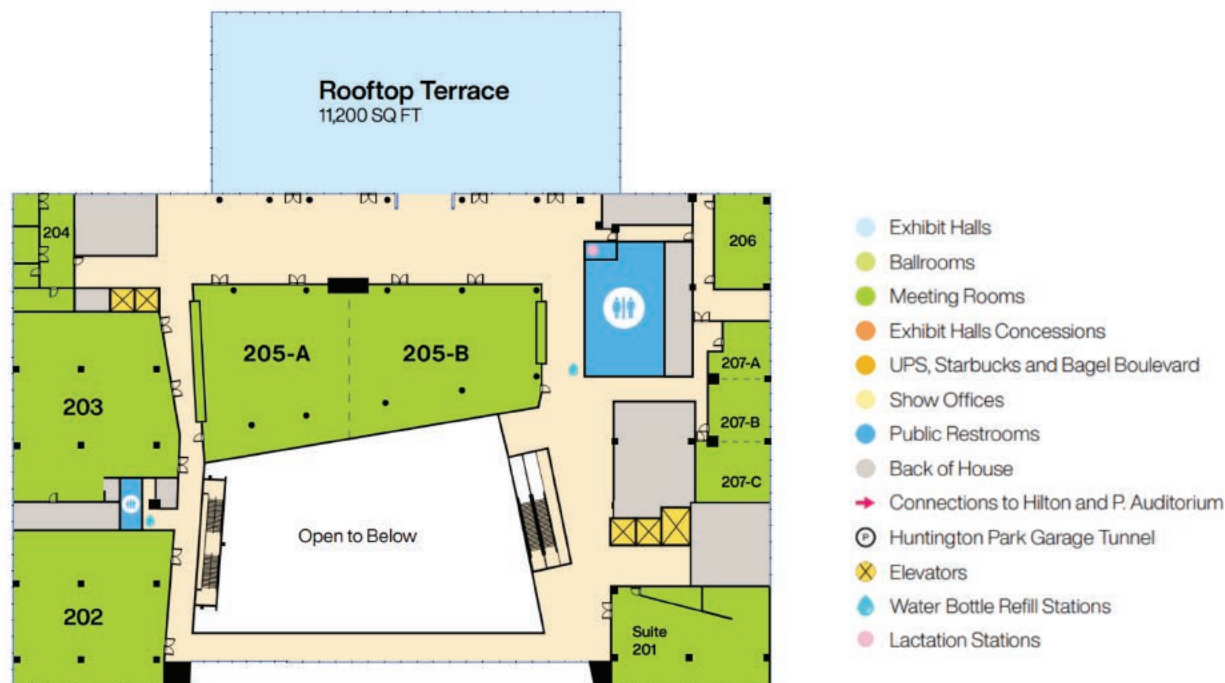 Rooftop Terrace
11,200 SQ FT
204
206
205-A
205-B
207-A
203
207-B
207-C
Open to Below
202
Suite
201
Exhibit Halls
Ballrooms
Meeting Rooms
Exhibit Halls Concessions
UPS, Starbucks and Bagel Boulevard
Show Offices
Public Restrooms
Back of House
Connections to Hilton and P. Auditorium
P
Huntington Park Garage Tunnel
Elevators
Water Bottle Refill Stations
Lactation Stations